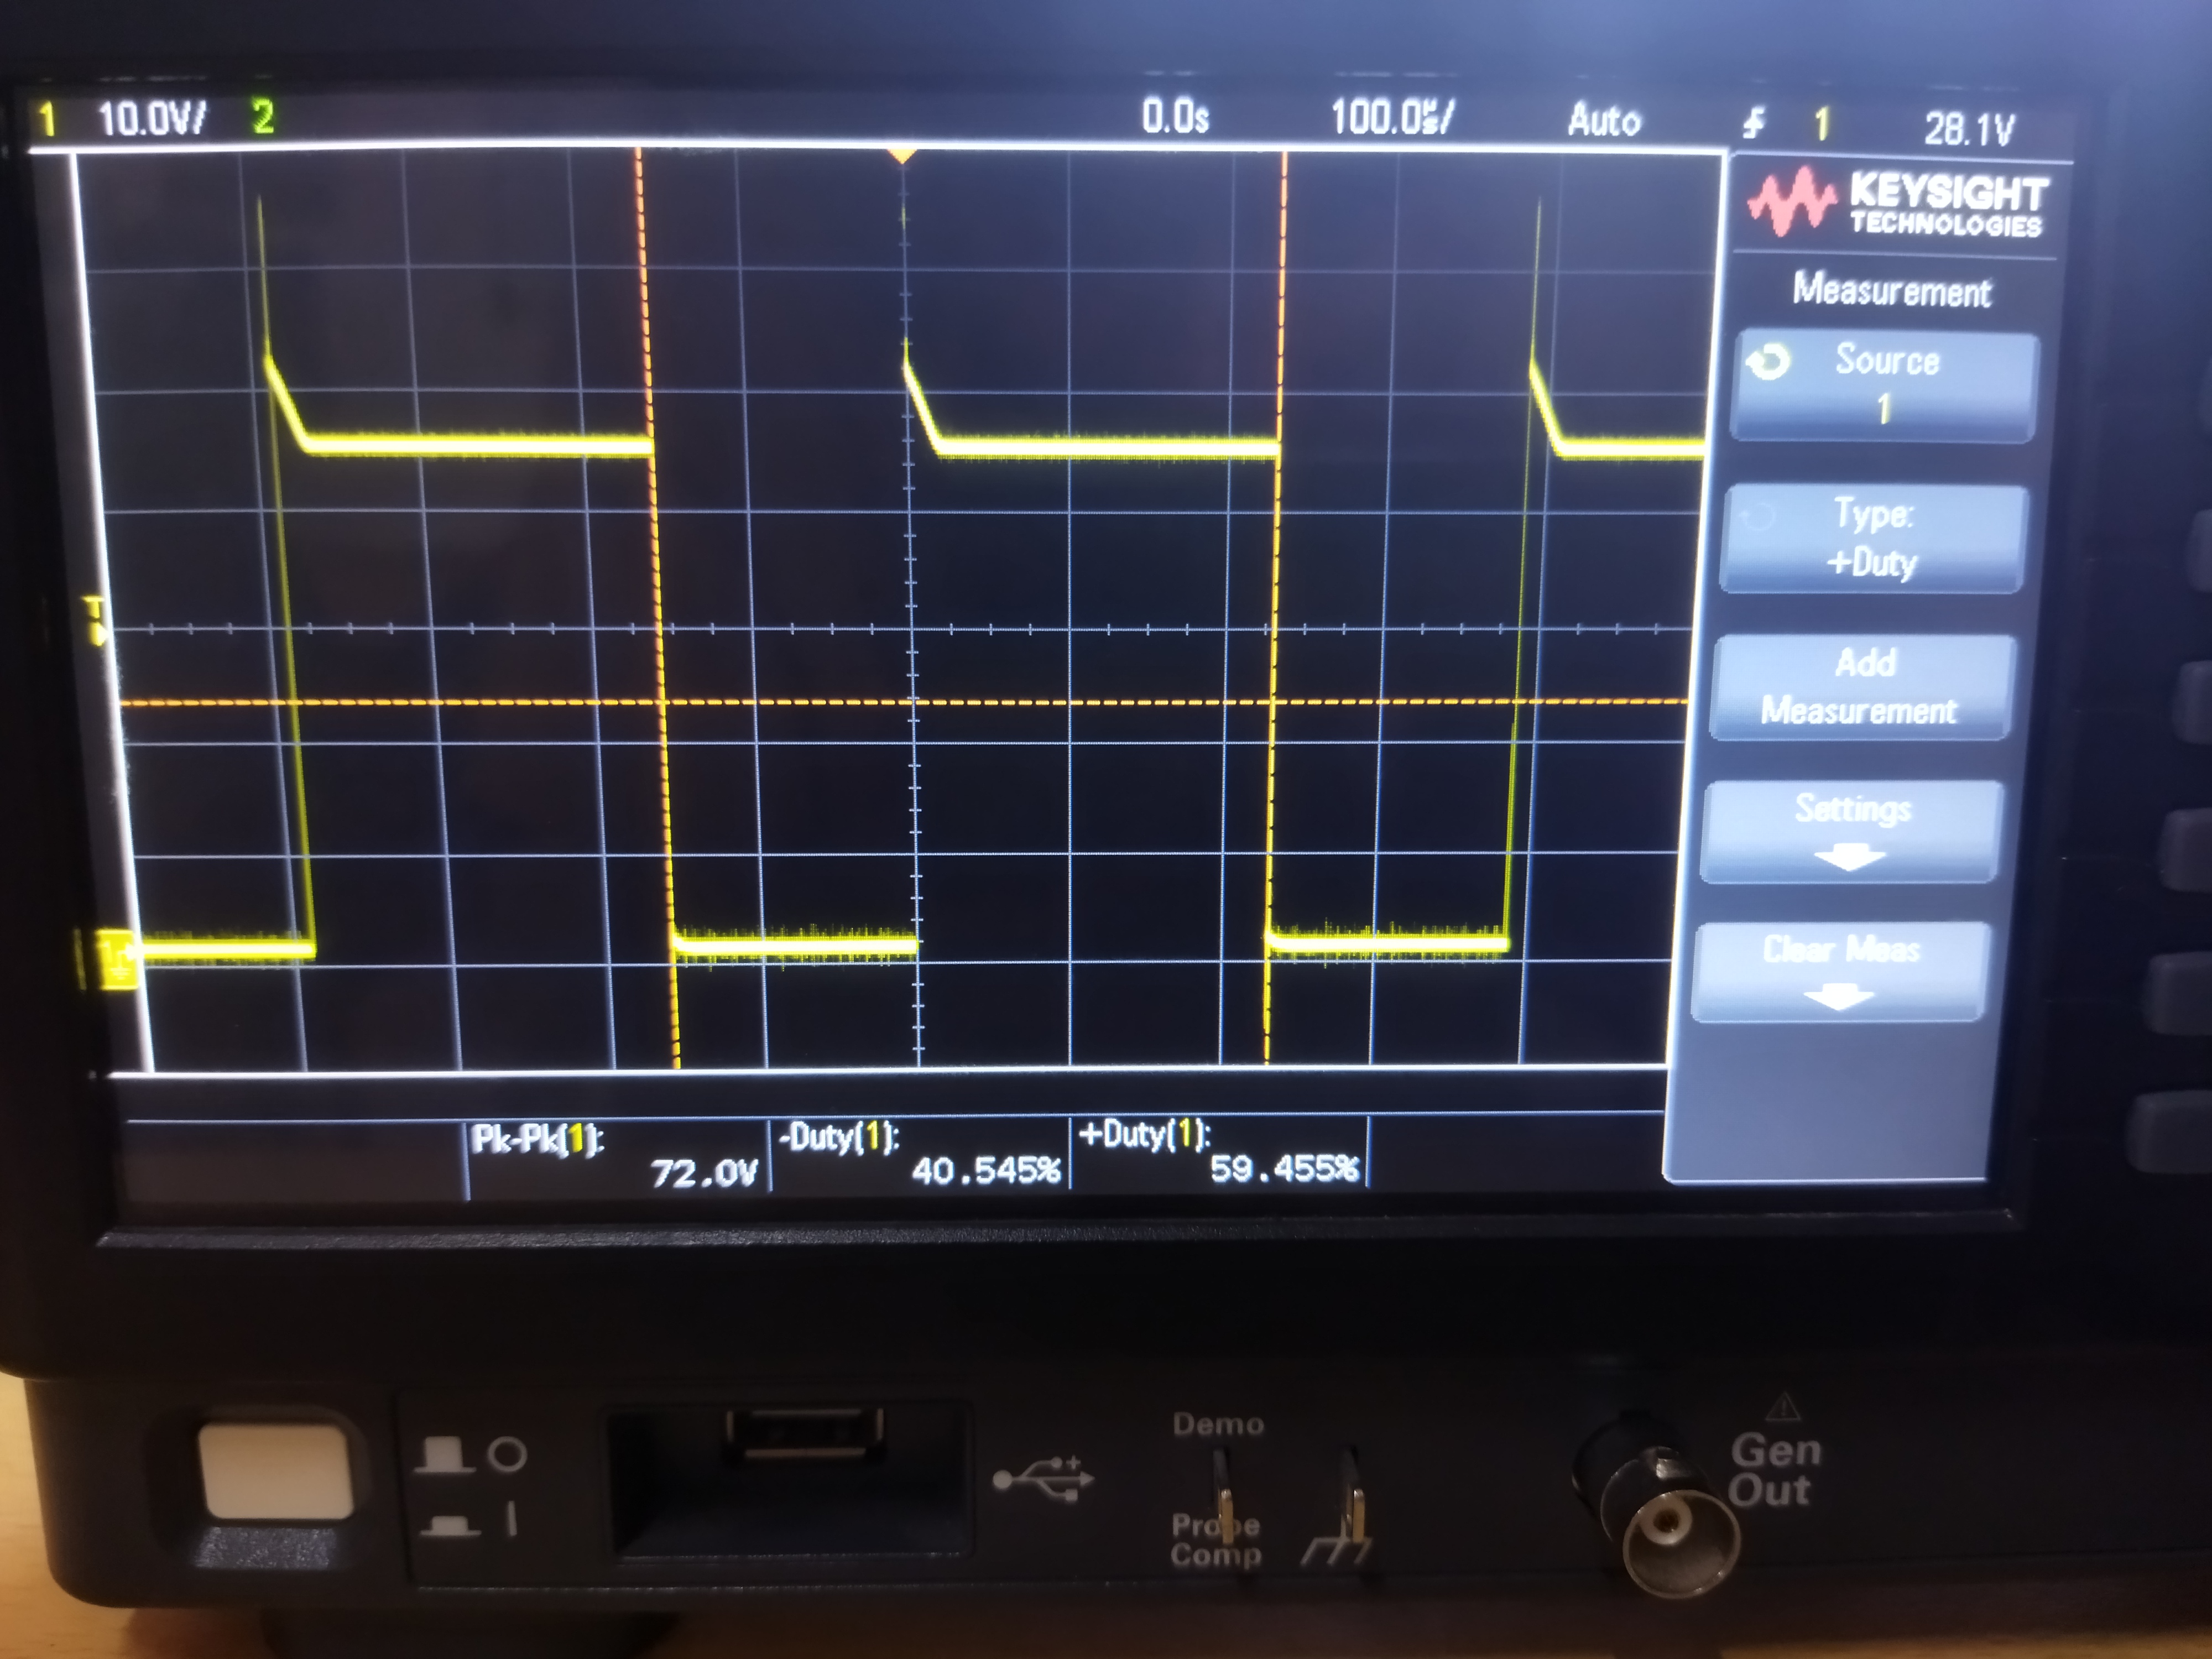 1 10.0V/ 2 0.0s 100.0µs/ Auto 1 28.1V
KEYSIGHT
TECHNOLOGIES
Measurement
Source
1
Type:
+Duty
T
Add
Measurement
Settings
Clear Meas
Pk-Pk(1): -Duty(1): +Duty(1):
72.0V 40.545% 59.455%
Demo
Probe
Comp
Gen
Out